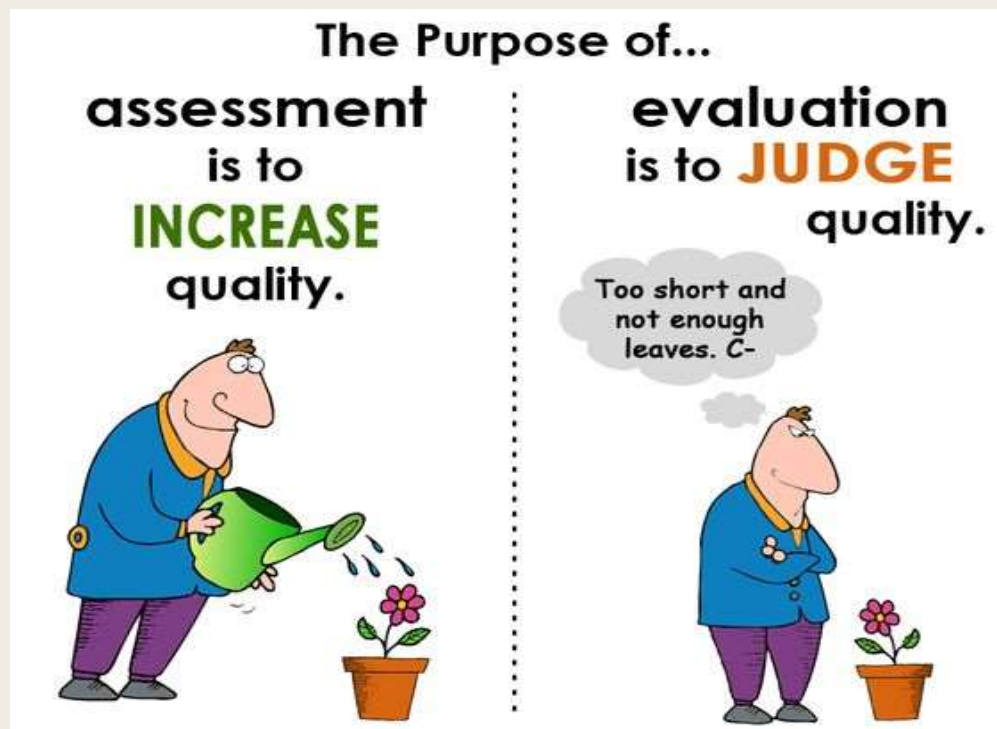 The Purpose of...
assessment
is to
INCREASE
quality.
evaluation
is to JUDGE
quality.
Too short and
not enough
leaves. C-